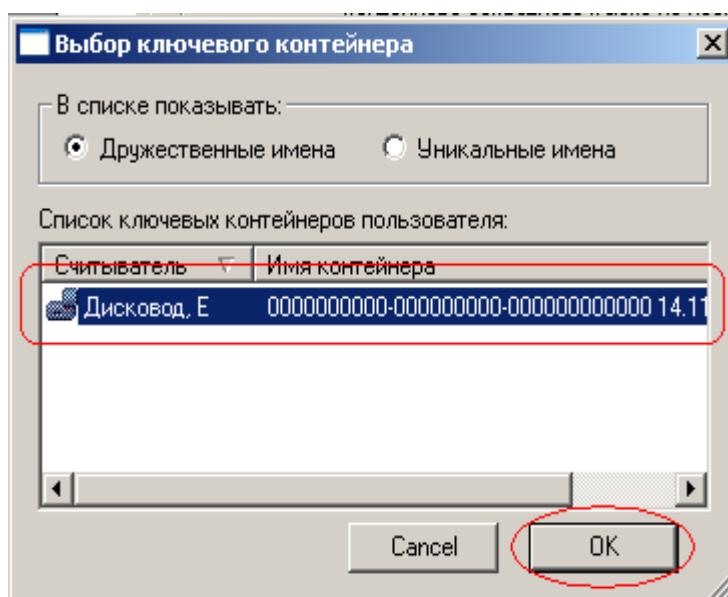 Выбор ключевого контейнера
В списке показывать:
Дружественные имена Уникальные имена
Список ключевых контейнеров пользователя:
Считыватель Имя контейнера
Дисковод, E 0000000000-000000000-000000000000 14.11
Cancel OK